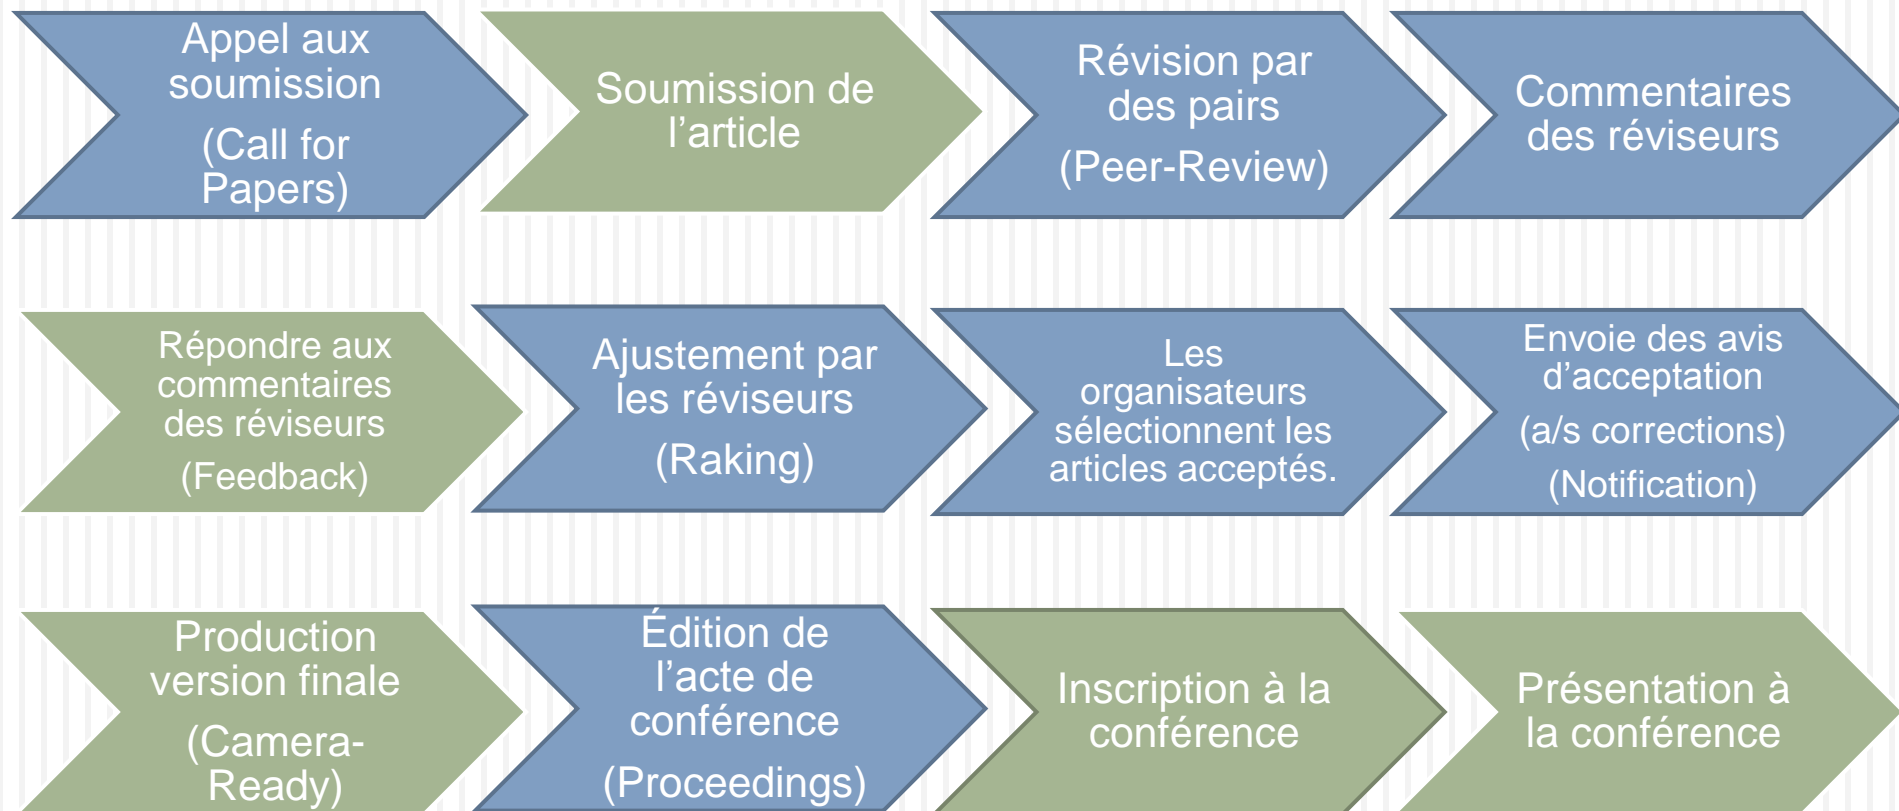 Appel aux
soumission
(Call for
Papers)
Soumission de
l’article
Révision par
des pairs
(Peer-Review)
Commentaires
des réviseurs
Répondre aux
commentaires
des réviseurs
(Feedback)
Ajustement par
les réviseurs
(Raking)
Les
organisateurs
sélectionnent les
articles acceptés.
Envoie des avis
d’acceptation
(a/s corrections)
(Notification)
Production
version finale
(Camera-
Ready)
Édition de
l’acte de
conférence
(Proceedings)
Inscription à la
conférence
Présentation à
la conférence